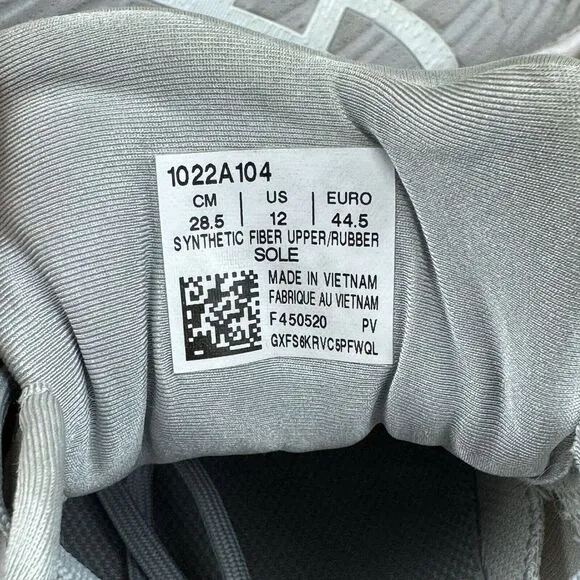 1022A104
CM | US | EURO
28.5 | 12 | 44.5
SYNTHETIC FIBER UPPER/RUBBER
SOLE
MADE IN VIETNAM
FABRIQUE AU VIETNAM
F450520 PV
GXFS6KRVC5PFWQL